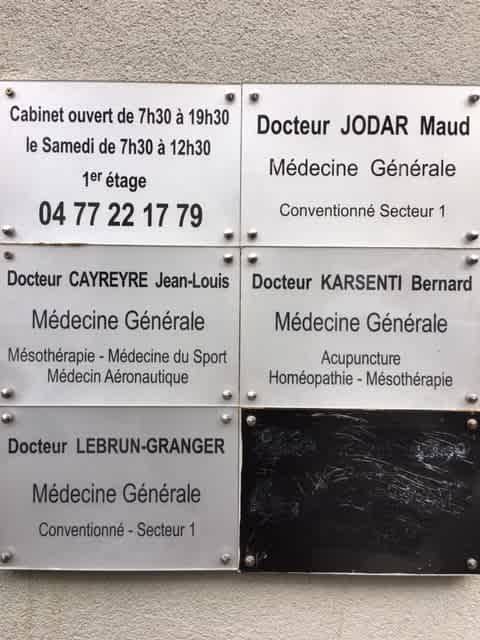 Cabinet ouvert de 7h30 à 19h30
le Samedi de 7h30 à 12h30
1er étage
04 77 22 17 79
Docteur JODAR Maud
Médecine Générale
Conventionné Secteur 1
Docteur CAYREYRE Jean-Louis
Médecine Générale
Mésothérapie - Médecine du Sport
Médecin Aéronautique
Docteur KARSENTI Bernard
Médecine Générale
Acupuncture
Homéopathie - Mésothérapie
Docteur LEBRUN-GRANGER
Médecine Générale
Conventionné - Secteur 1